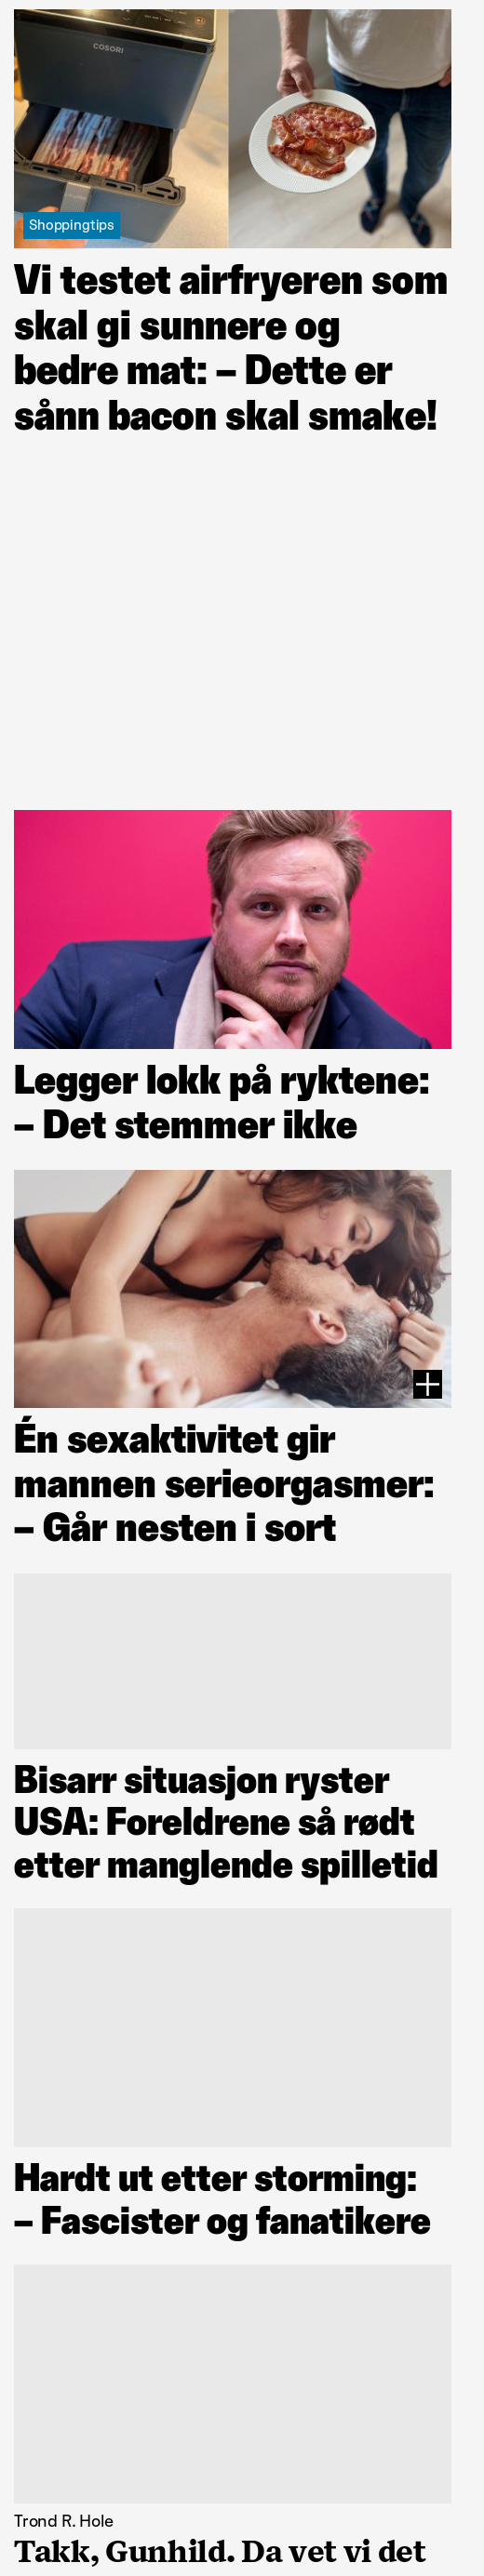 COSORI
Shoppingtips
Vi testet airfryeren som
skal gi sunnere og
bedre mat: – Dette er
sånn bacon skal smake!
Legger lokk på ryktene:
– Det stemmer ikke
Én sexaktivitet gir
mannen serieorgasmer:
– Går nesten i sort
Bisarr situasjon ryster
USA: Foreldrene så rødt
etter manglende spilletid
Hardt ut etter storming:
– Fascister og fanatikere
Trond R. Hole
Takk, Gunhild. Da vet vi det